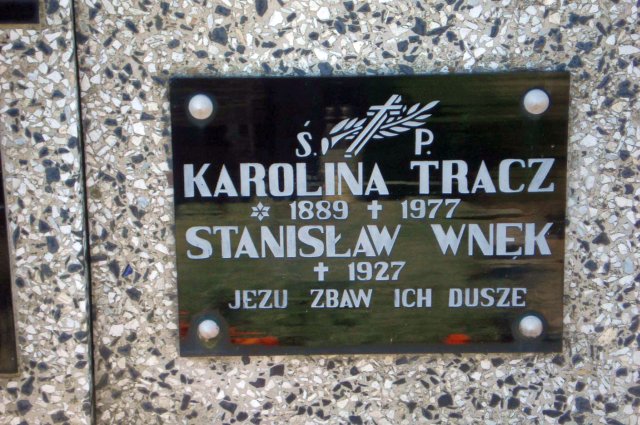 Ś. P.
KAROLINA TRACZ
✲ 1889 ✝ 1977
STANISŁAW WNĘK
✝ 1927
JEZU ZBAW ICH DUSZE